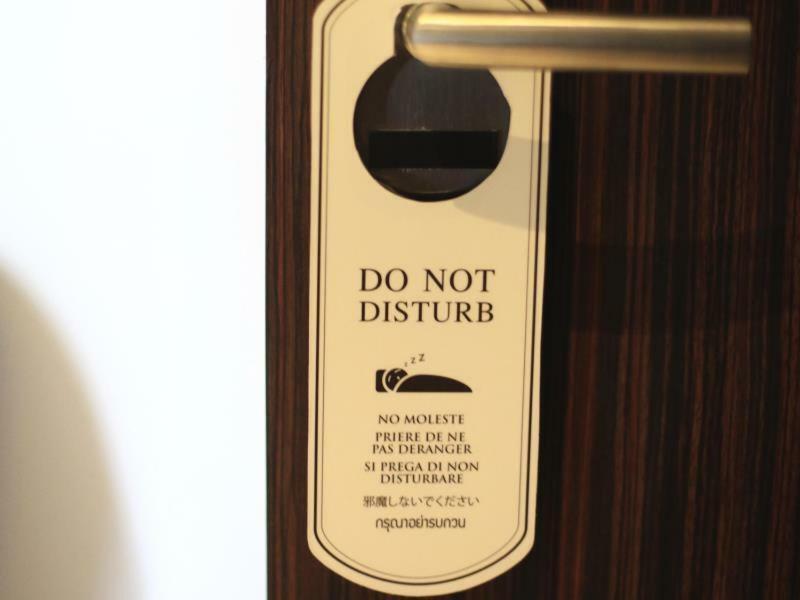 DO NOT
DISTURB
z z Z
NO MOLESTE
PRIERE DE NE
PAS DERANGER
SI PREGA DI NON
DISTURBARE
邪魔しないでください
กรุณาอย่ารบกวน